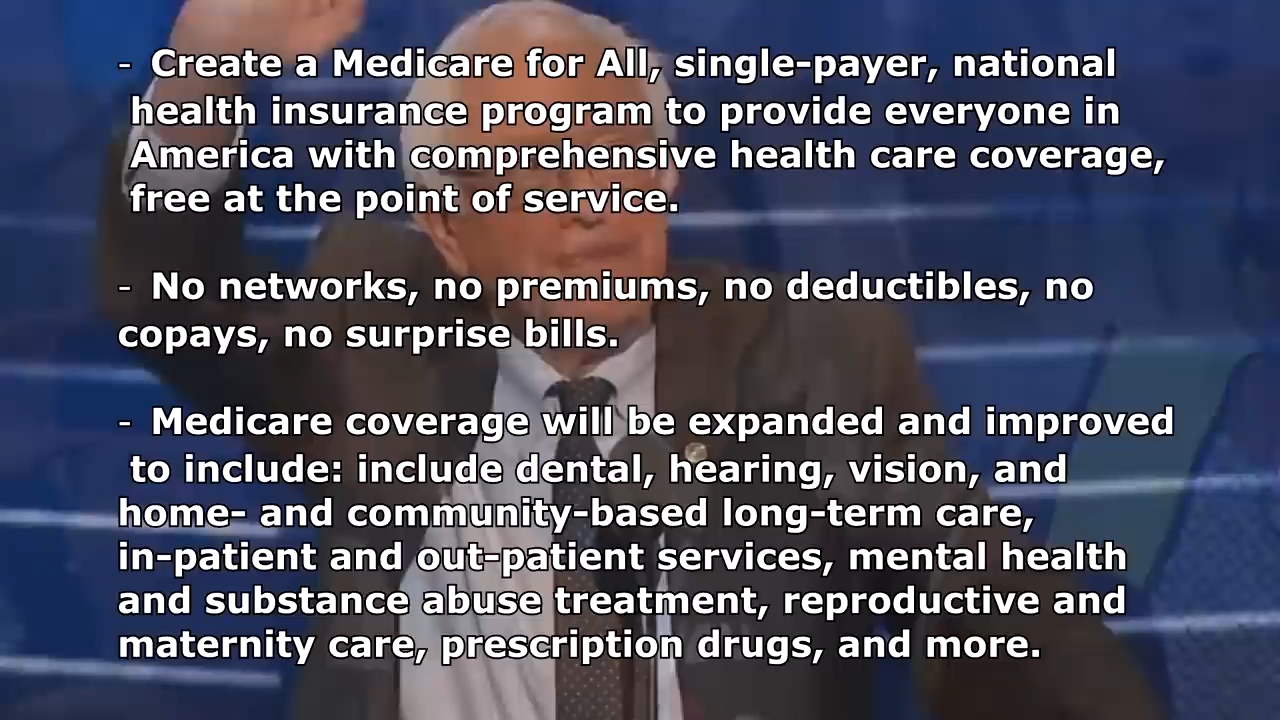 - Create a Medicare for All, single-payer, national
health insurance program to provide everyone in
America with comprehensive health care coverage,
free at the point of service.
- No networks, no premiums, no deductibles, no
copays, no surprise bills.
- Medicare coverage will be expanded and improved
to include: include dental, hearing, vision, and
home- and community-based long-term care,
in-patient and out-patient services, mental health
and substance abuse treatment, reproductive and
maternity care, prescription drugs, and more.